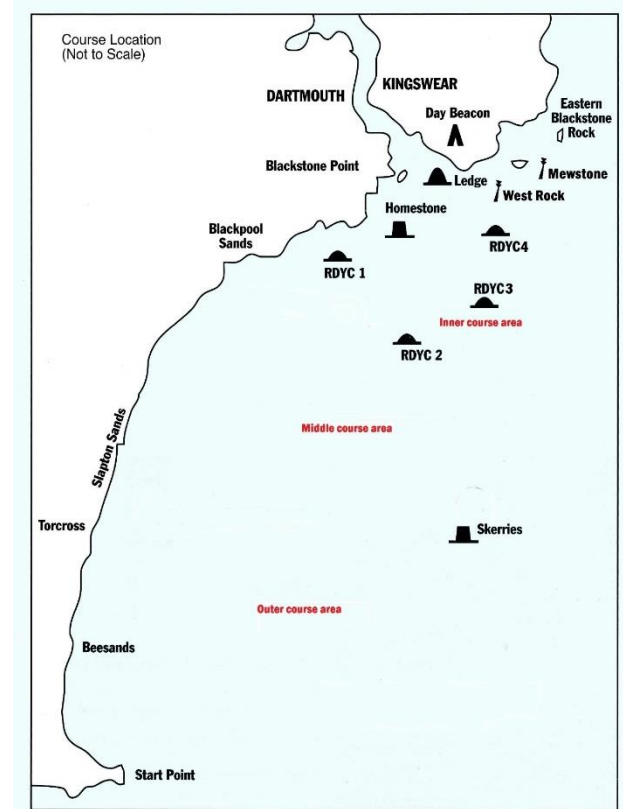 Course Location
(Not to Scale)
DARTMOUTH
KINGSWEAR
Day Beacon
Eastern
Blackstone
Rock
Blackstone Point
Ledge
Mewstone
West Rock
Homestone
Blackpool
Sands
RDYC 1
RDYC4
RDYC3
Inner course area
RDYC 2
Middle course area
Slapton Sands
Torcross
Skerries
Outer course area
Beesands
Start Point